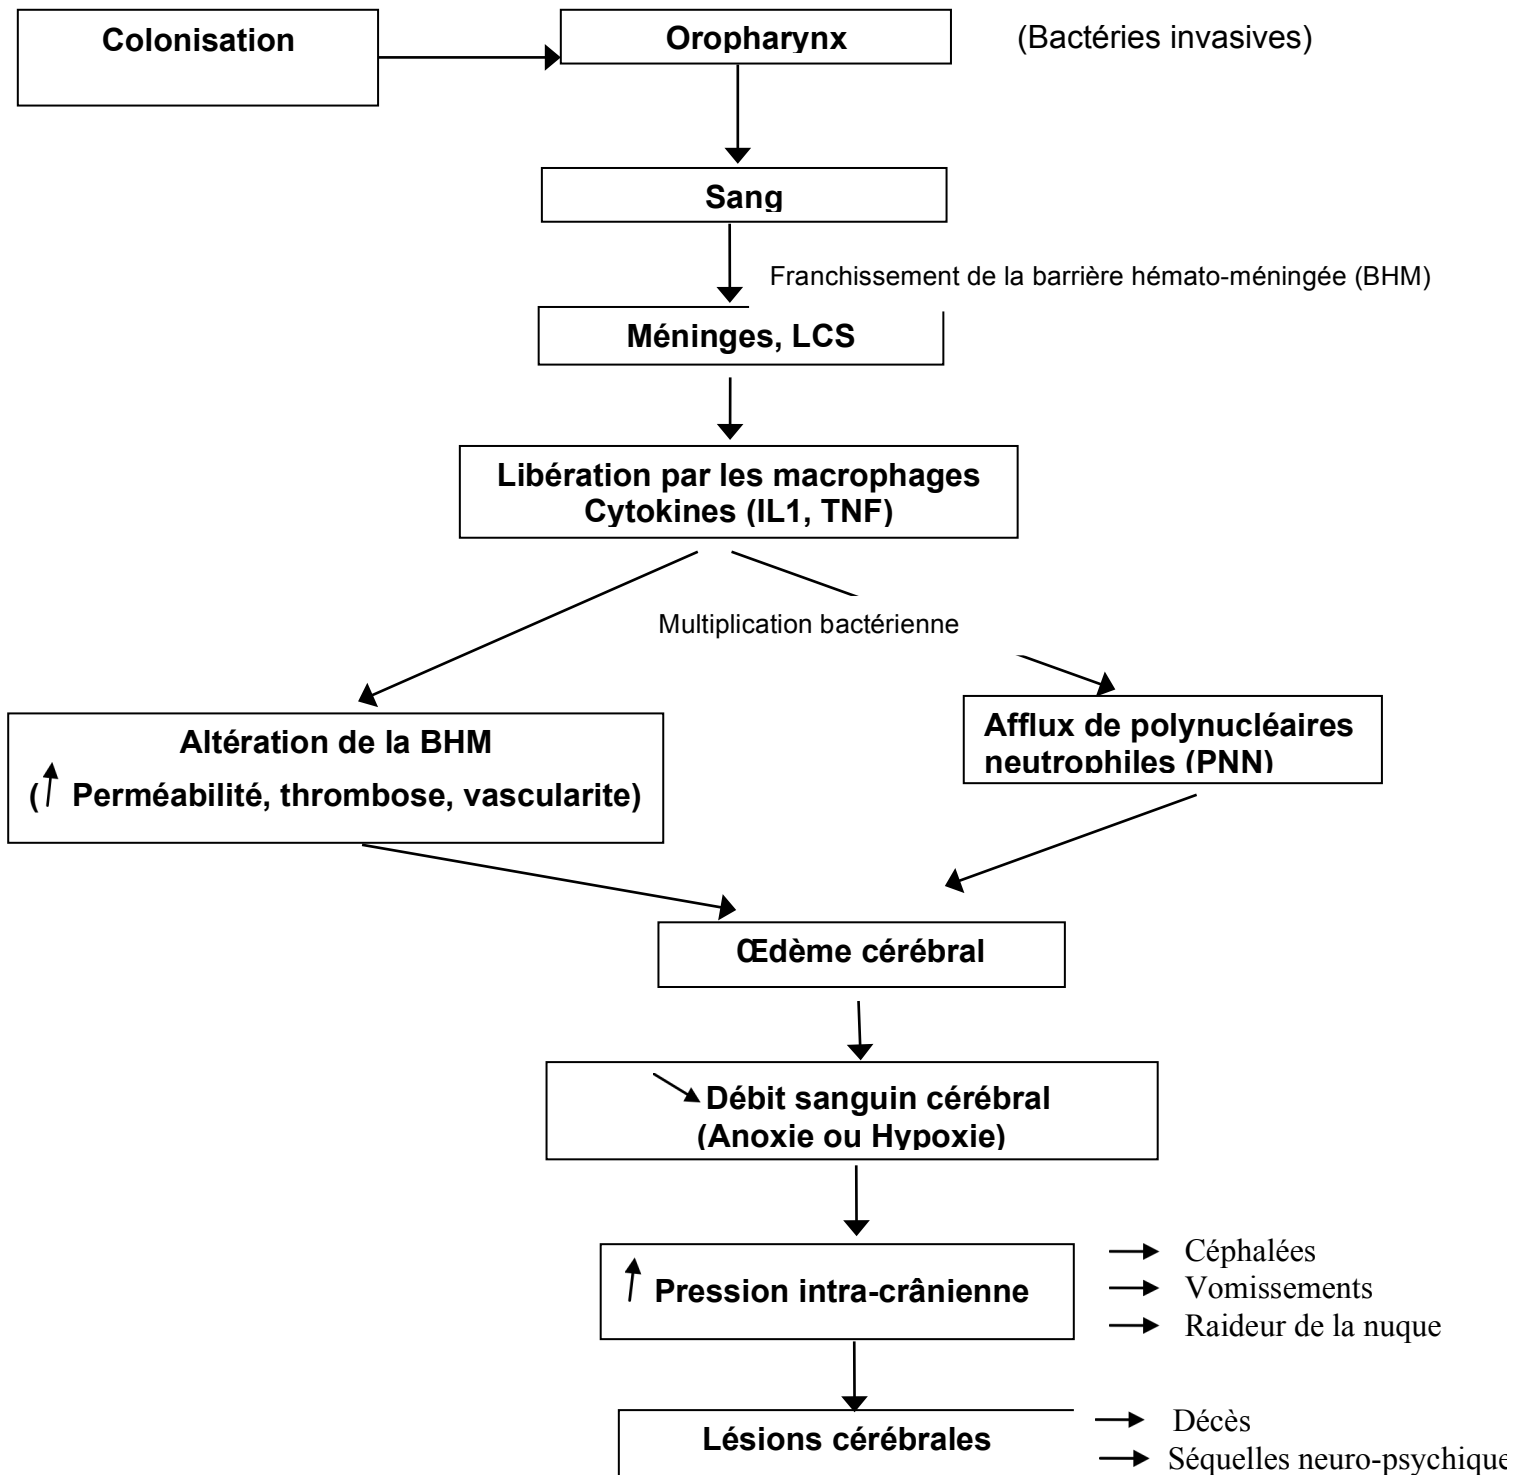 Colonisation
Oropharynx
(Bactéries invasives)
Sang
Franchissement de la barrière hémato-méningée (BHM)
Méninges, LCS
Libération par les macrophages
Cytokines (IL1, TNF)
Multiplication bactérienne
Altération de la BHM
( Perméabilité, thrombose, vascularite)
Afflux de polynucléaires
neutrophiles (PNN)
Œdème cérébral
Débit sanguin cérébral
(Anoxie ou Hypoxie)
Pression intra-crânienne
Céphalées
Vomissements
Raideur de la nuque
Lésions cérébrales
Décès
Séquelles neuro-psychique